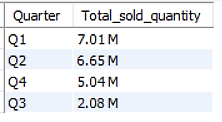 Quarter Total_sold_quantity
Q1 7.01 M
Q2 6.65 M
Q4 5.04 M
Q3 2.08 M